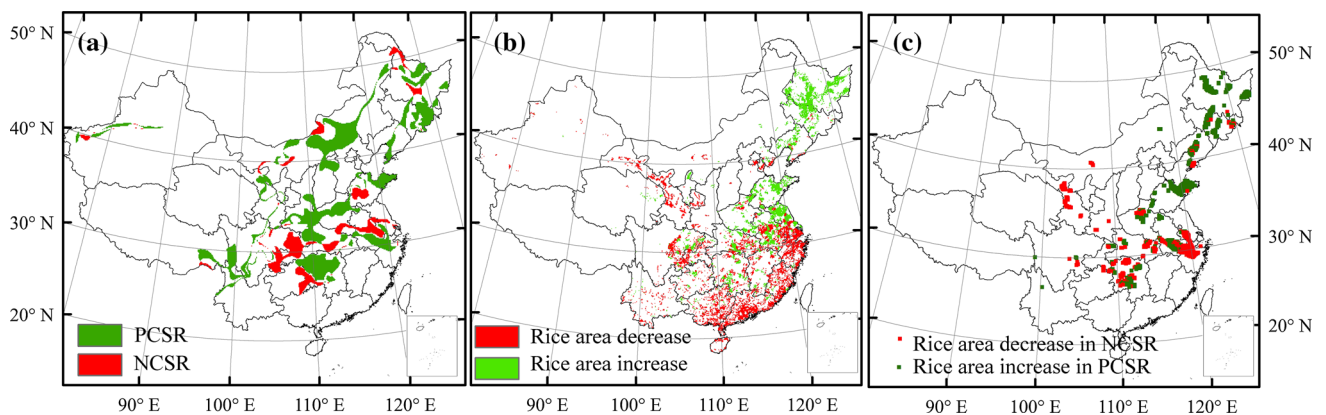 (a)
(b)
(c)
50° N
40° N
30° N
20° N
PCSR
NCSR
90° E
100° E
110° E
120° E
Rice area decrease
Rice area increase
90° E
100° E
110° E
120° E
50° N
40° N
30° N
20° N
Rice area decrease in NCSR
Rice area increase in PCSR
90° E
100° E
110° E
120° E